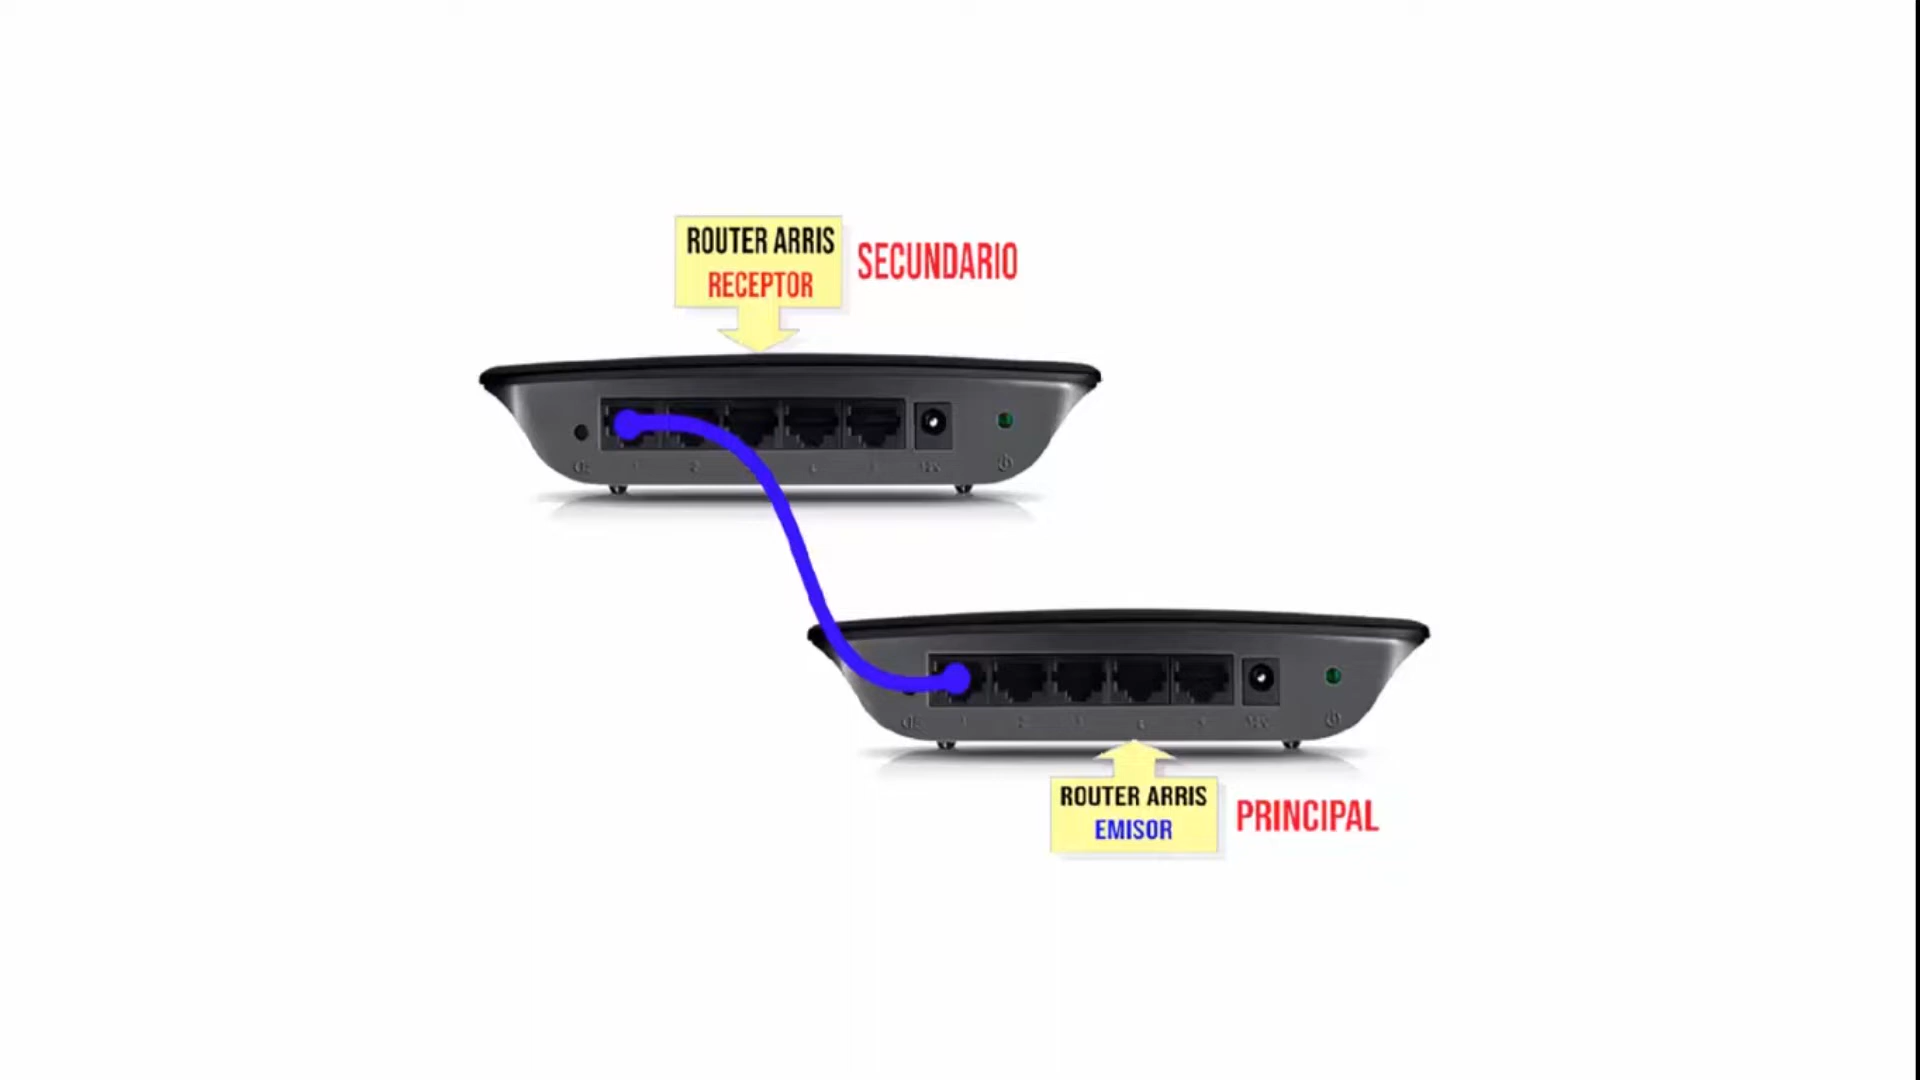 ROUTER ARRIS
RECEPTOR
SECUNDARIO
ROUTER ARRIS
EMISOR
PRINCIPAL